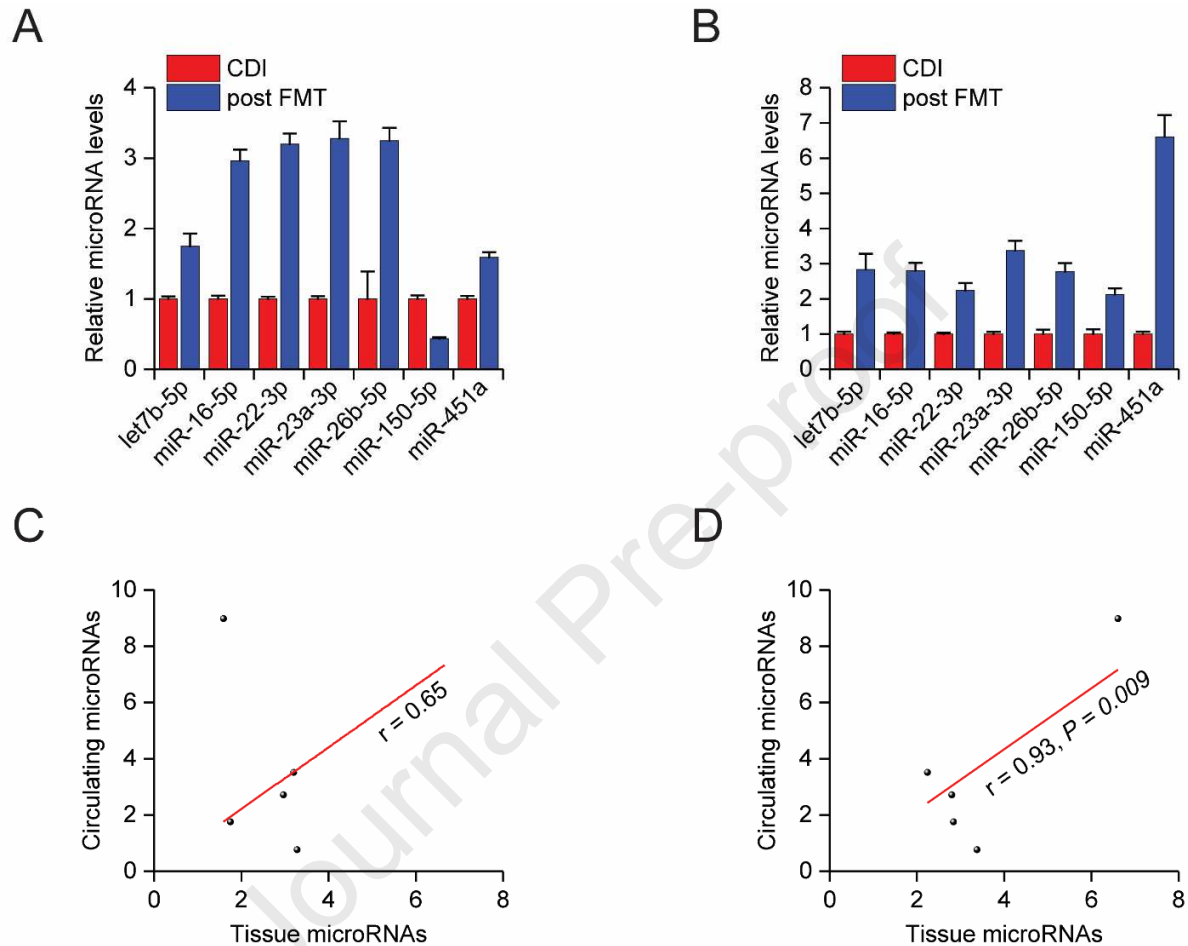 A
CDI
post FMT
Relative microRNA levels
4
3
2
1
0
let7b-5p
miR-16-5p
miR-22-3p
miR-23a-3p
miR-26b-5p
miR-150-5p
miR-451a
B
CDI
post FMT
Relative microRNA levels
8
7
6
5
4
3
2
1
0
let7b-5p
miR-16-5p
miR-22-3p
miR-23a-3p
miR-26b-5p
miR-150-5p
miR-451a
C
Circulating microRNAs
10
8
6
4
2
0
r = 0.65
0 2 4 6 8
Tissue microRNAs
D
Circulating microRNAs
10
8
6
4
2
0
r = 0.93, P = 0.009
0 2 4 6 8
Tissue microRNAs
Journal Pre-proof